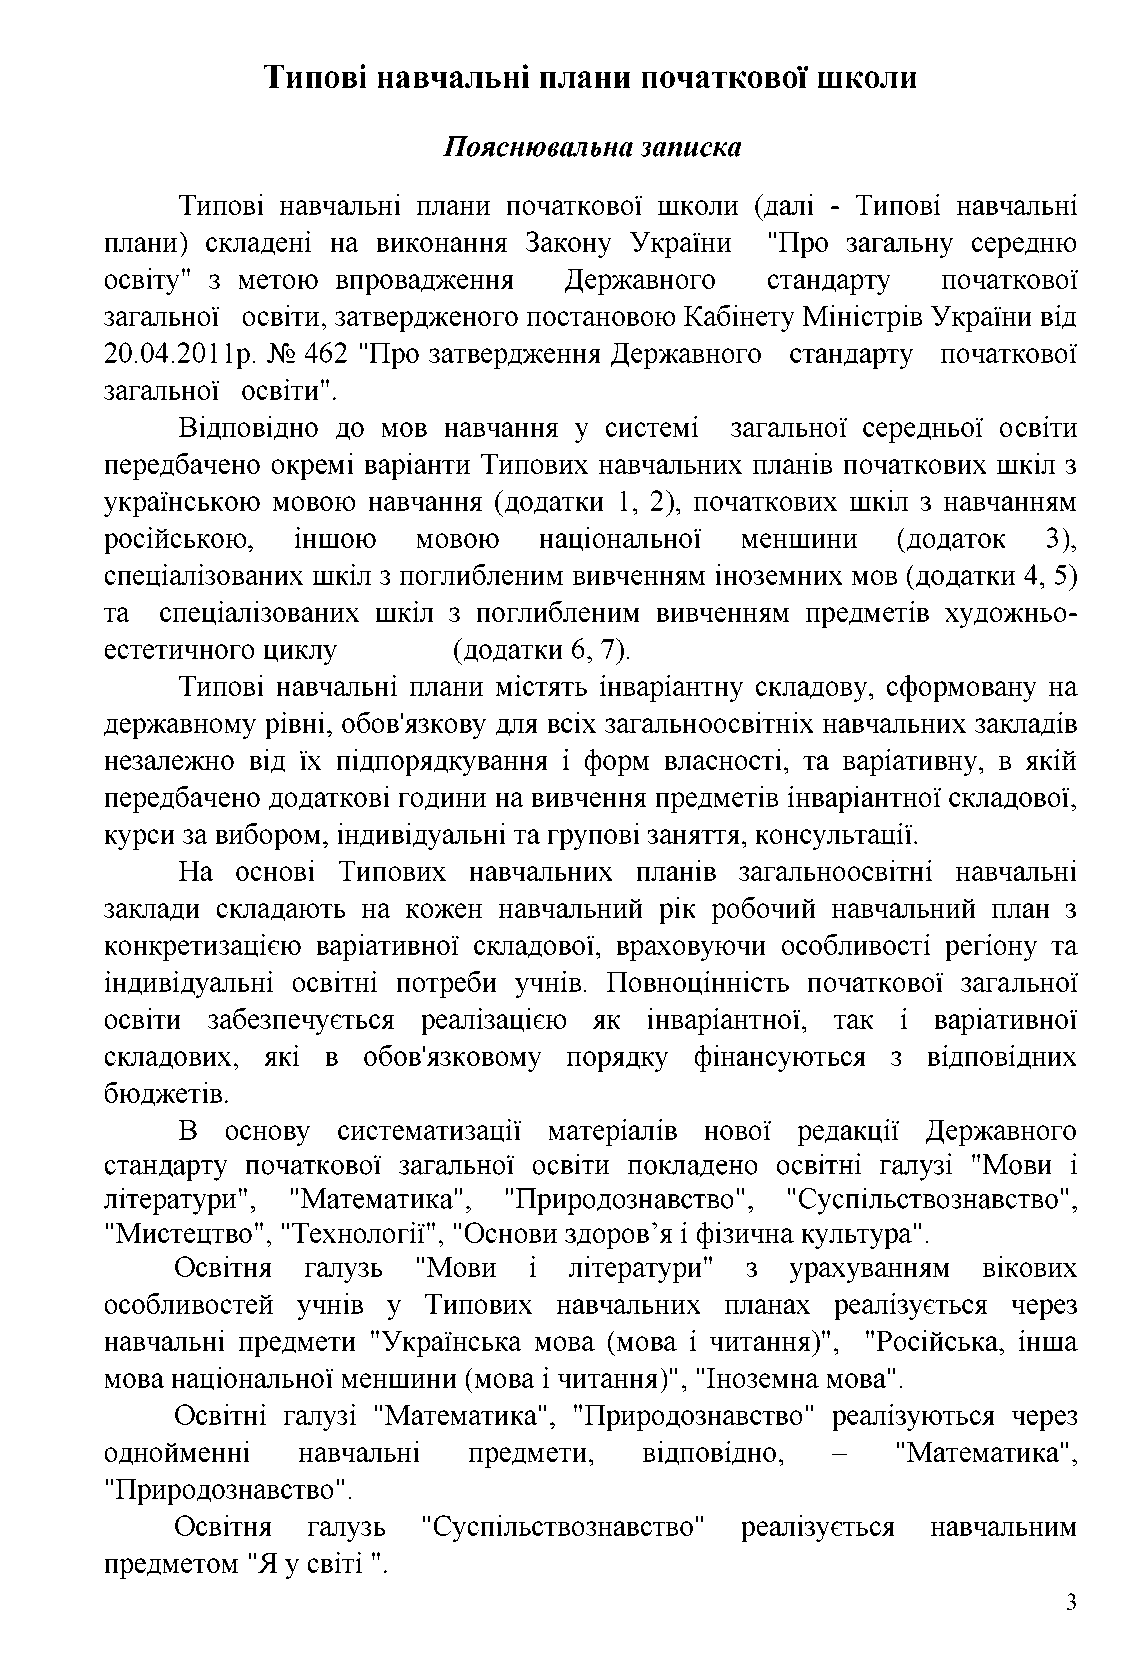 Типові навчальні плани початкової школи
Пояснювальна записка
Типові навчальні плани початкової школи (далі - Типові навчальні
плани) складені на виконання Закону України "Про загальну середню
освіту" з метою впровадження Державного стандарту початкової
загальної освіти, затвердженого постановою Кабінету Міністрів України від
20.04.2011р. № 462 "Про затвердження Державного стандарту початкової
загальної освіти".
Відповідно до мов навчання у системі загальної середньої освіти
передбачено окремі варіанти Типових навчальних планів початкових шкіл з
українською мовою навчання (додатки 1, 2), початкових шкіл з навчанням
російською, іншою мовою національної меншини (додаток 3),
спеціалізованих шкіл з поглибленим вивченням іноземних мов (додатки 4, 5)
та спеціалізованих шкіл з поглибленим вивченням предметів художньо-
естетичного циклу (додатки 6, 7).
Типові навчальні плани містять інваріантну складову, сформовану на
державному рівні, обов'язкову для всіх загальноосвітніх навчальних закладів
незалежно від їх підпорядкування і форм власності, та варіативну, в якій
передбачено додаткові години на вивчення предметів інваріантної складової,
курси за вибором, індивідуальні та групові заняття, консультації.
На основі Типових навчальних планів загальноосвітні навчальні
заклади складають на кожен навчальний рік робочий навчальний план з
конкретизацією варіативної складової, враховуючи особливості регіону та
індивідуальні освітні потреби учнів. Повноцінність початкової загальної
освіти забезпечується реалізацією як інваріантної, так і варіативної
складових, які в обов'язковому порядку фінансуються з відповідних
бюджетів.
В основу систематизації матеріалів нової редакції Державного
стандарту початкової загальної освіти покладено освітні галузі "Мови і
літератури", "Математика", "Природознавство", "Суспільствознавство",
"Мистецтво", "Технології", "Основи здоров’я і фізична культура".
Освітня галузь "Мови і літератури" з урахуванням вікових
особливостей учнів у Типових навчальних планах реалізується через
навчальні предмети "Українська мова (мова і читання)", "Російська, інша
мова національної меншини (мова і читання)", "Іноземна мова".
Освітні галузі "Математика", "Природознавство" реалізуються через
однойменні навчальні предмети, відповідно, – "Математика",
"Природознавство".
Освітня галузь "Суспільствознавство" реалізується навчальним
предметом "Я у світі ".
3